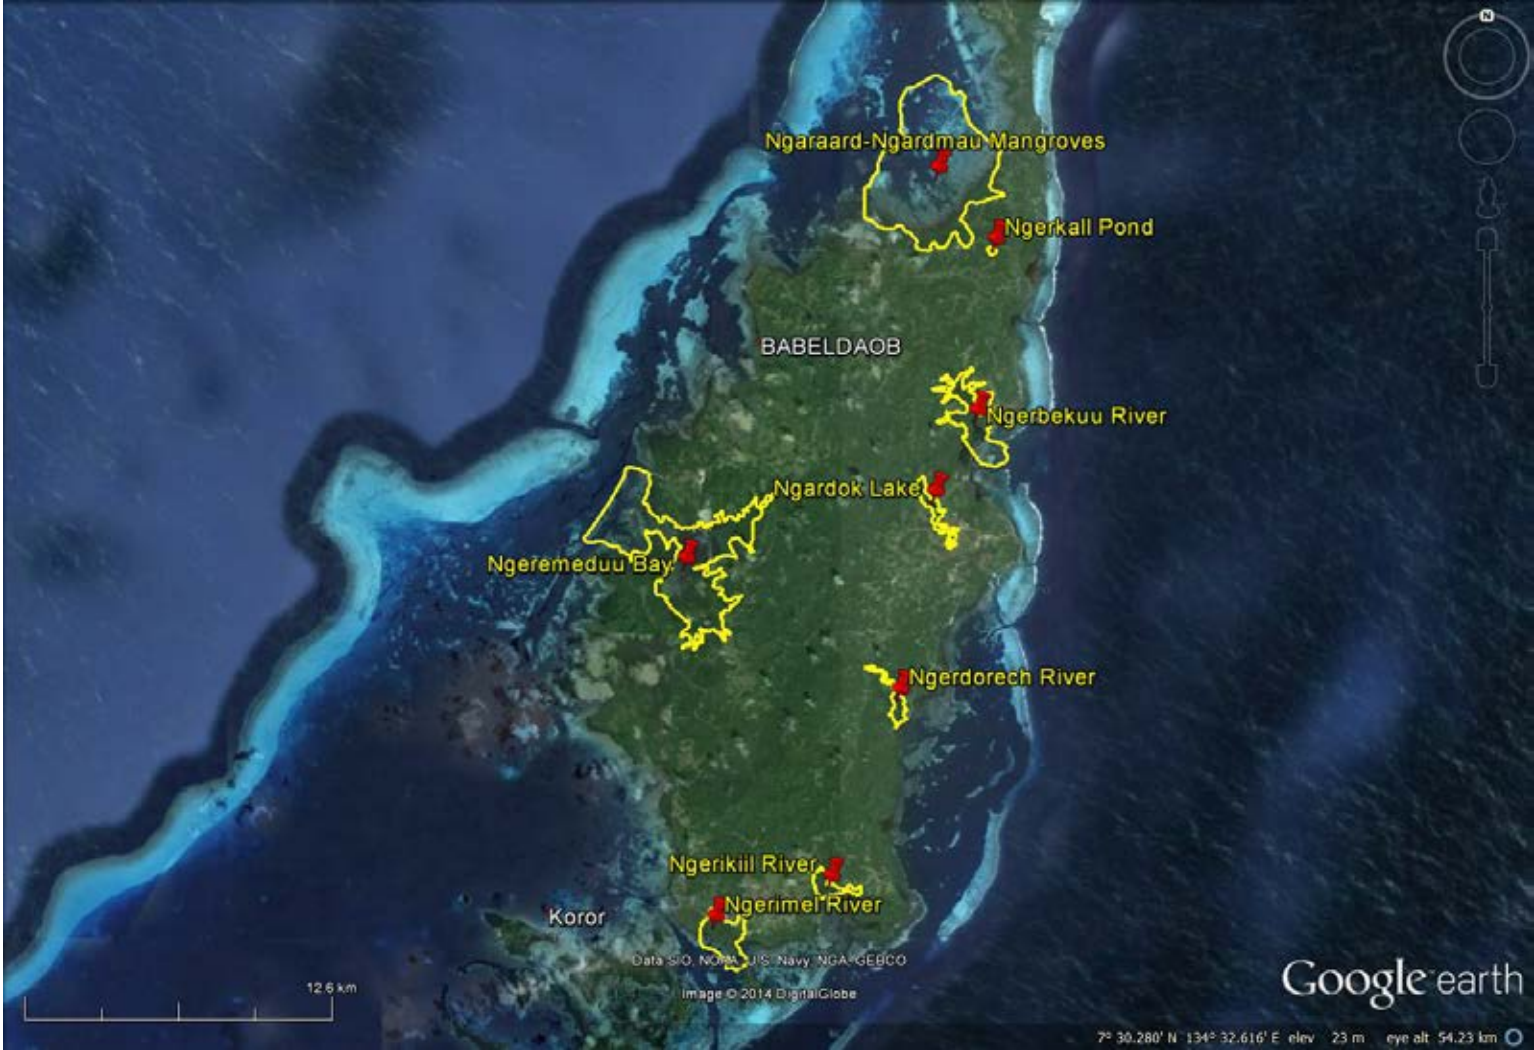 N
Ngaraard-Ngardmau Mangroves
Ngerkall Pond
BABELDAOB
Ngerbekuu River
Ngardok Lake
Ngeremeduu Bay
Ngerdorech River
Ngerikiil River
Ngerimel River
Koror
Data SIO, NOAA, U.S. Navy, NGA, GEBCO
Image © 2014 DigitalGlobe
12.6 km
Google earth
7° 30.280' N 134° 32.616' E elev 23 m eye alt 54.23 km